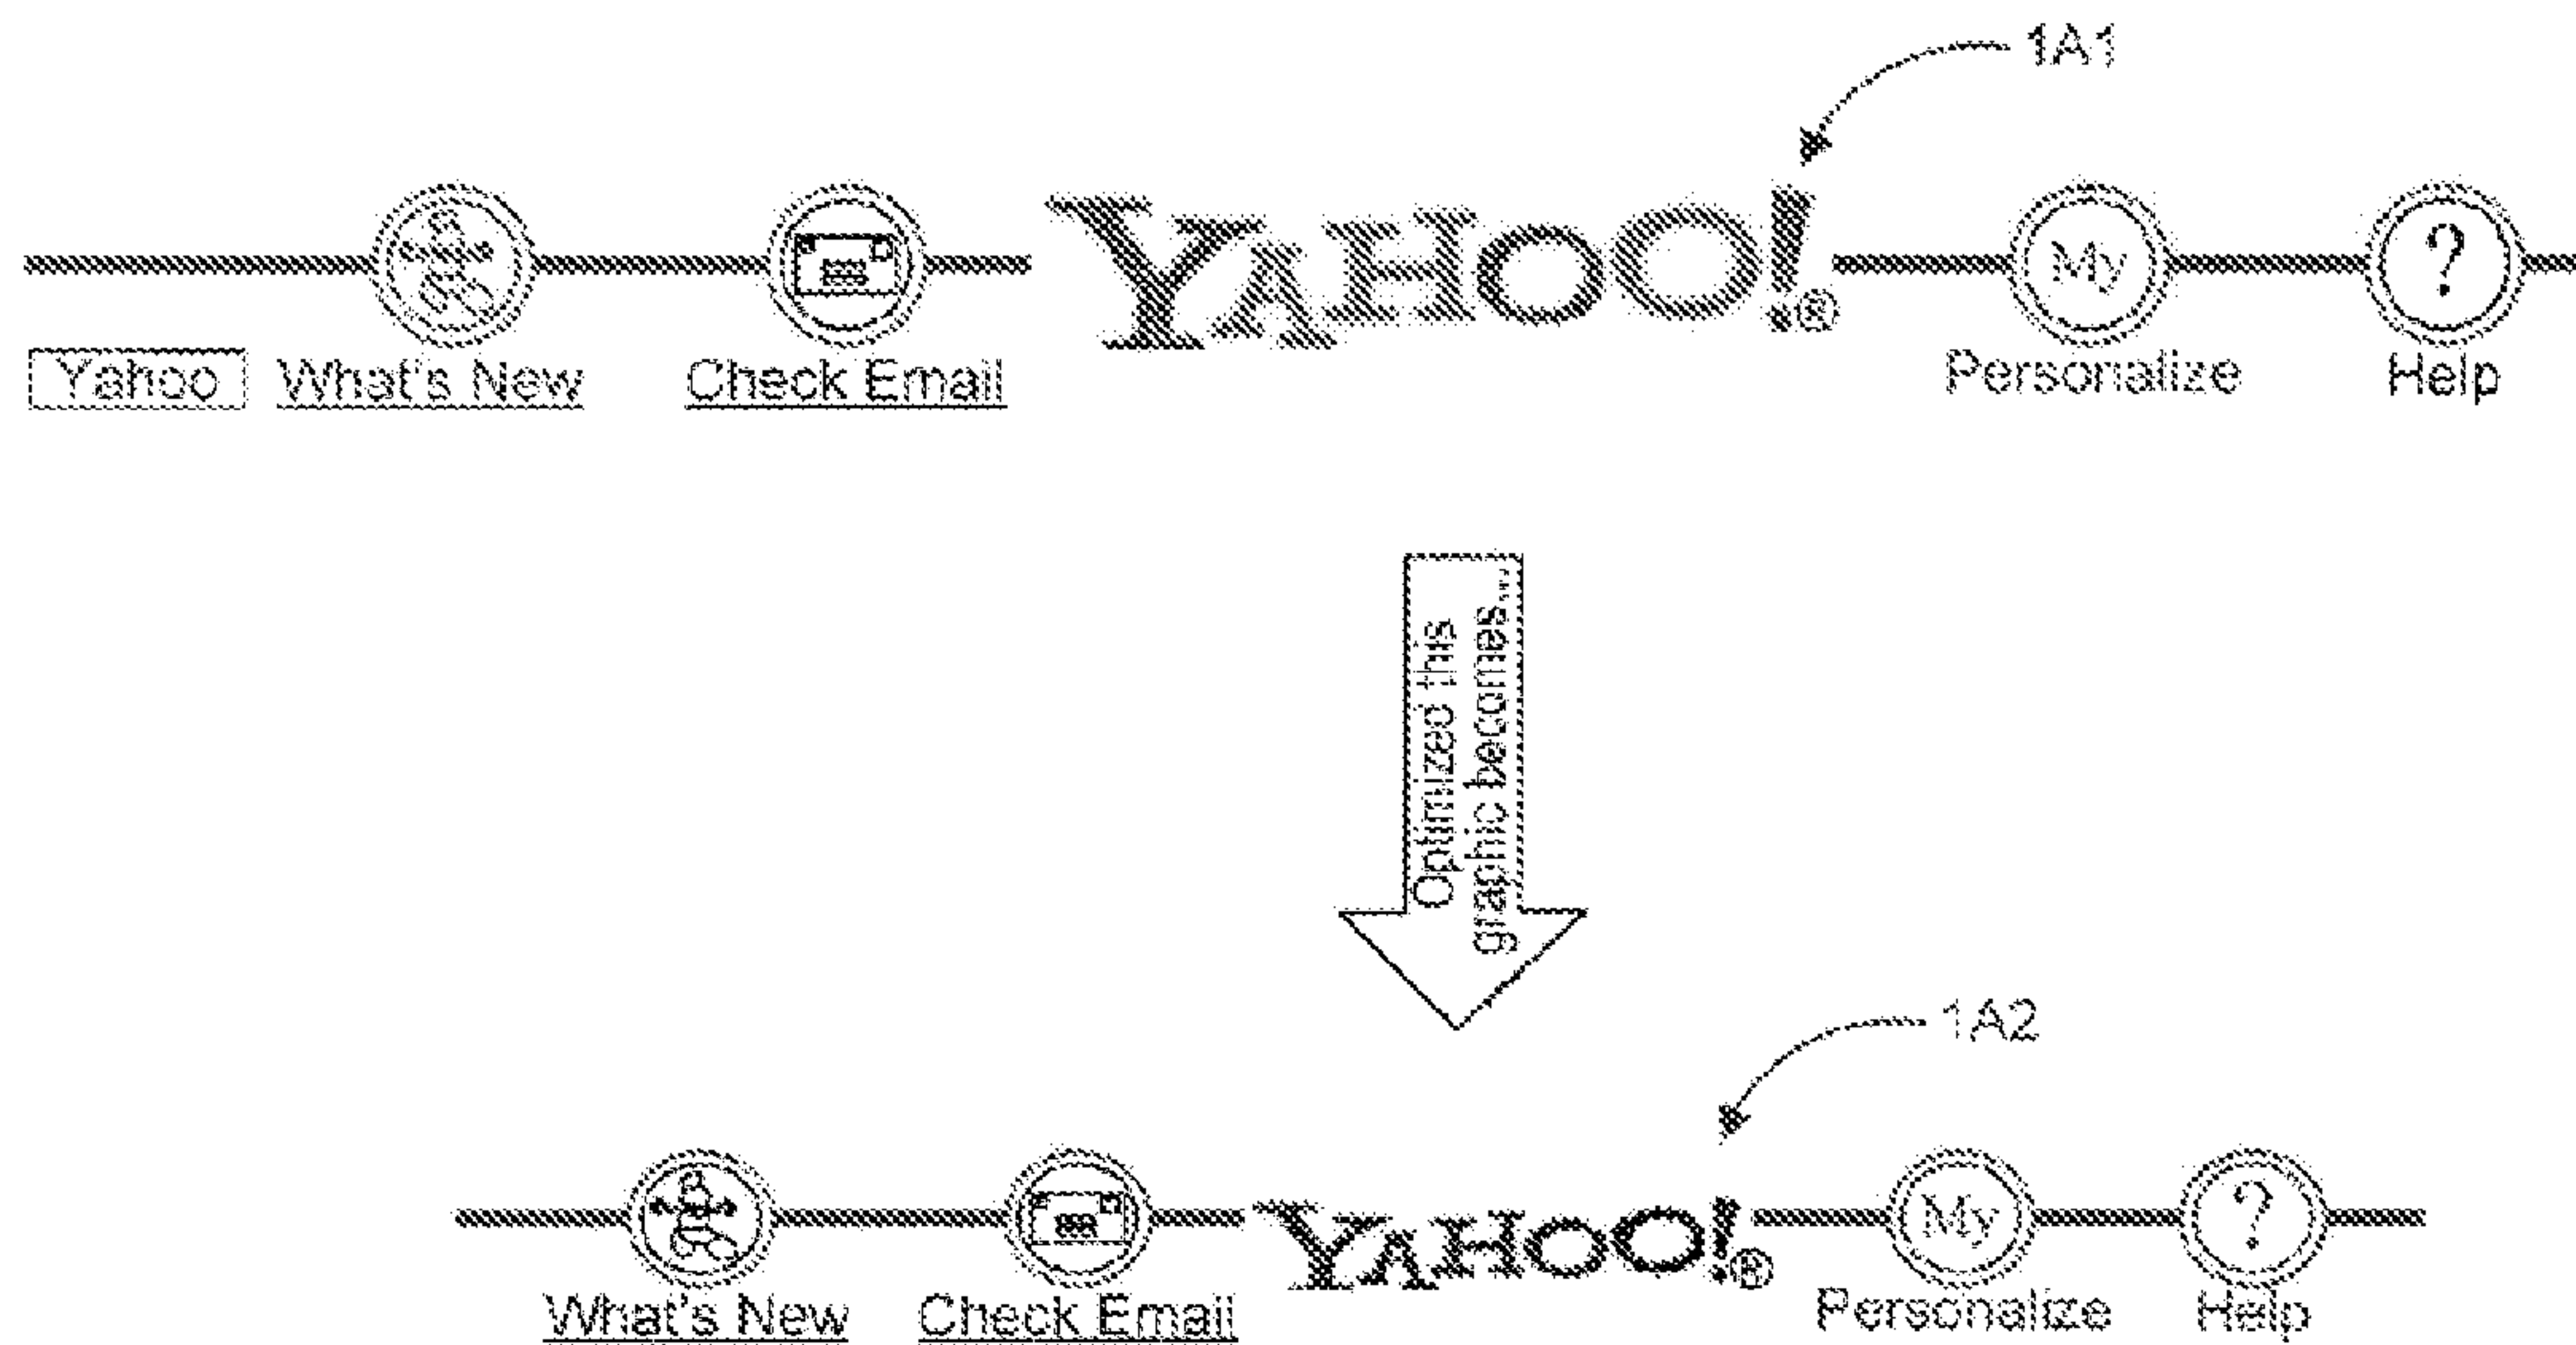 1A1
My ?
YAHOO!®
Yahoo What's New Check Email Personalize Help
Optimized this
graphic becomes...
1A2
YAHOO!® My ?
What's New Check Email Personalize Help